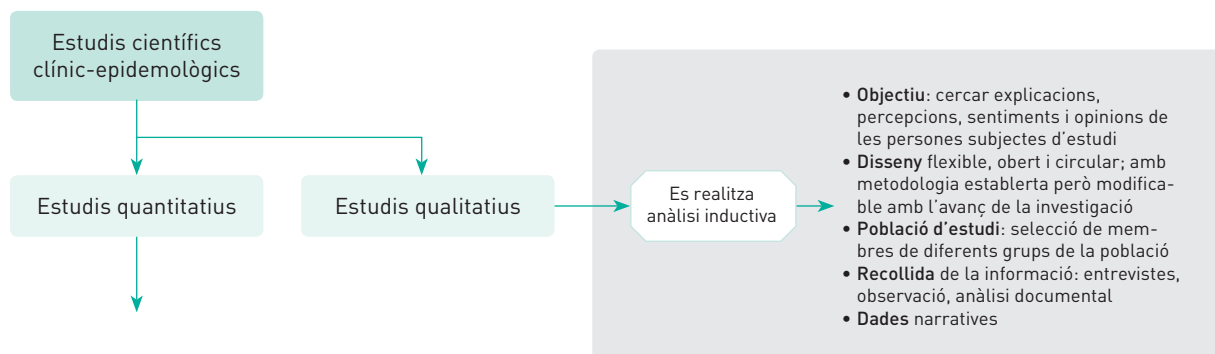 Estudis científics
clínic-epidemològics
Estudis quantitatius
Estudis qualitatius
Es realitza
anàlisi inductiva
• Objectiu: cercar explicacions,
percepcions, sentiments i opinions de
les persones subjectes d'estudi
• Disseny flexible, obert i circular; amb
metodologia establerta però modifica-
ble amb l'avanç de la investigació
• Població d'estudi: selecció de mem-
bres de diferents grups de la població
• Recollida de la informació: entrevistes,
observació, anàlisi documental
• Dades narratives